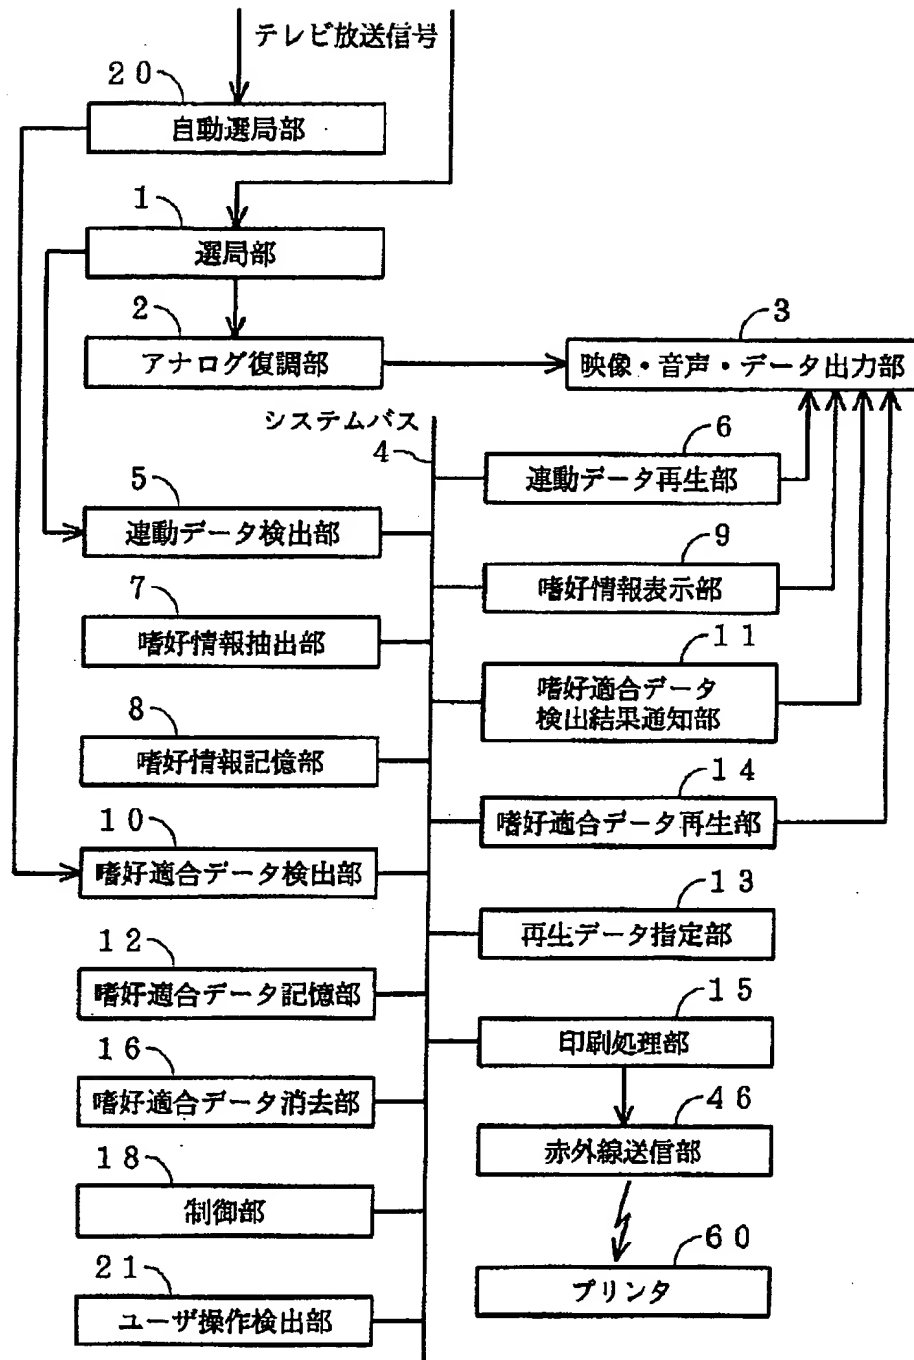 テレビ放送信号
20
自動選局部
1
選局部
2
アナログ復調部
3
映像・音声・データ出力部
システムバス
4
5
連動データ検出部
6
連動データ再生部
7
嗜好情報抽出部
9
嗜好情報表示部
8
嗜好情報記憶部
11
嗜好適合データ
検出結果通知部
10
嗜好適合データ検出部
14
嗜好適合データ再生部
12
嗜好適合データ記憶部
13
再生データ指定部
16
嗜好適合データ消去部
15
印刷処理部
18
制御部
46
赤外線送信部
21
ユーザ操作検出部
60
プリンタ